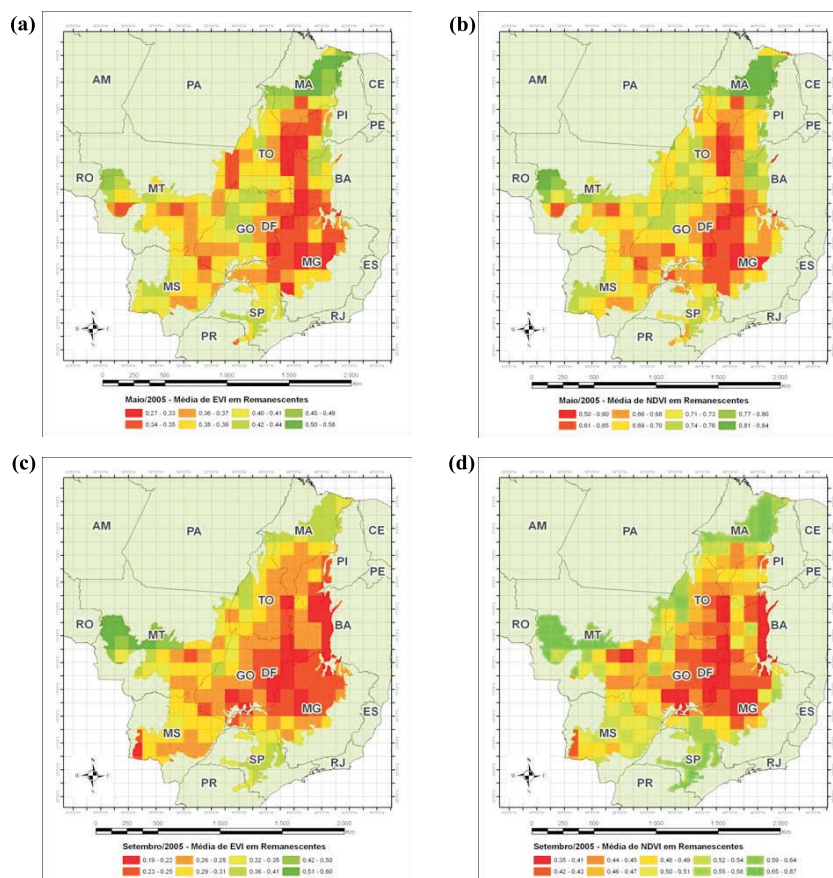 (a)
AM
PA
MA
CE
PI
PE
TO
RO
MT
BA
GO
DF
MG
ES
MS
SP
RJ
PR
0 250 500 1 000 1 500 2 000
Km
Maio/2005 - Média de EVI em Remanescentes
0,27 - 0,33 0,36 - 0,37 0,40 - 0,41 0,45 - 0,49
0,34 - 0,35 0,38 - 0,39 0,42 - 0,44 0,50 - 0,58
(b)
AM
PA
MA
CE
PI
PE
TO
RO
MT
BA
GO
DF
MG
ES
MS
SP
RJ
PR
0 250 500 1 000 1 500 2 000
Km
Maio/2005 - Média de NDVI em Remanescentes
0,50 - 0,60 0,66 - 0,68 0,71 - 0,73 0,77 - 0,80
0,61 - 0,65 0,69 - 0,70 0,74 - 0,76 0,81 - 0,84
(c)
AM
PA
MA
CE
PI
PE
TO
RO
MT
BA
GO
DF
MG
ES
MS
SP
RJ
PR
0 250 500 1 000 1 500 2 000
Km
Setembro/2005 - Média de EVI em Remanescentes
0,19 - 0,22 0,26 - 0,28 0,32 - 0,35 0,42 - 0,50
0,23 - 0,25 0,29 - 0,31 0,36 - 0,41 0,51 - 0,60
(d)
AM
PA
MA
CE
PI
PE
TO
RO
MT
BA
GO
DF
MG
ES
MS
SP
RJ
PR
0 250 500 1 000 1 500 2 000
Km
Setembro/2005 - Média de NDVI em Remanescentes
0,35 - 0,41 0,44 - 0,45 0,48 - 0,49 0,52 - 0,54 0,59 - 0,64
0,42 - 0,43 0,46 - 0,47 0,50 - 0,51 0,55 - 0,58 0,65 - 0,87